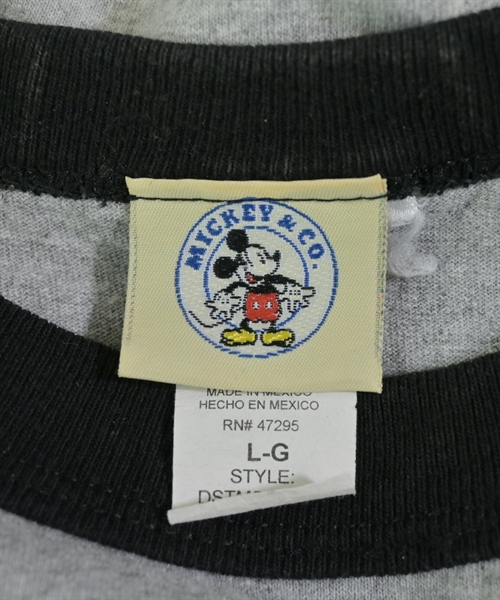 MICKEY & CO.
MADE IN MEXICO
HECHO EN MEXICO
RN# 47295
L-G
STYLE: